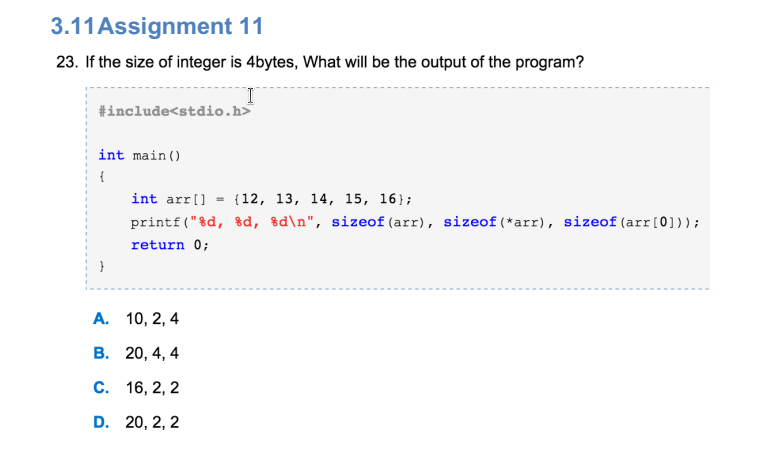 3.11Assignment 11
23. If the size of integer is 4bytes, What will be the output of the program?
#include<stdio.h>
int main()
{
int arr[] = {12, 13, 14, 15, 16};
printf("%d, %d, %d\n", sizeof(arr), sizeof(*arr), sizeof(arr[0]));
return 0;
}
A. 10, 2, 4
B. 20, 4, 4
C. 16, 2, 2
D. 20, 2, 2